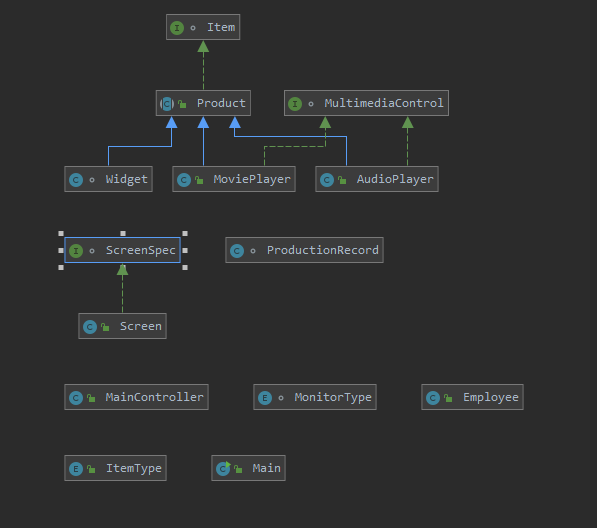 I Item
C Product I MultimediaControl
C Widget C MoviePlayer C AudioPlayer
I ScreenSpec C ProductionRecord
C Screen
C MainController E MonitorType C Employee
E ItemType C Main